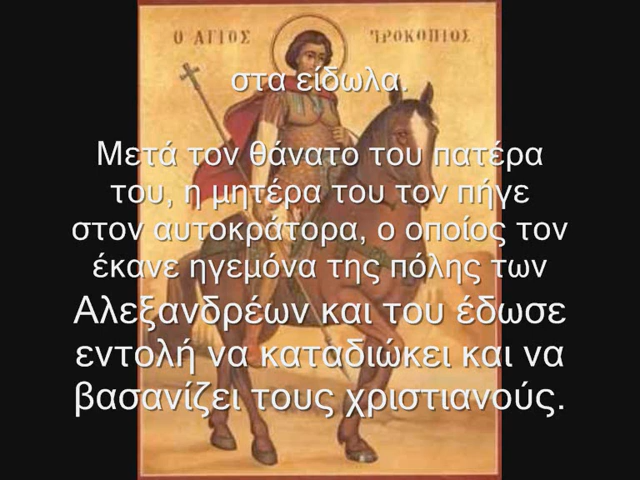 Ο ΑΓΙΟΣ ΠΡΟΚΟΠΙΟΣ
στα είδωλα.
Μετά τον θάνατο του πατέρα
του, η μητέρα του τον πήγε
στον αυτοκράτορα, ο οποίος τον
έκανε ηγεμόνα της πόλης των
Αλεξανδρέων και του έδωσε
εντολή να καταδιώκει και να
βασανίζει τους χριστιανούς.